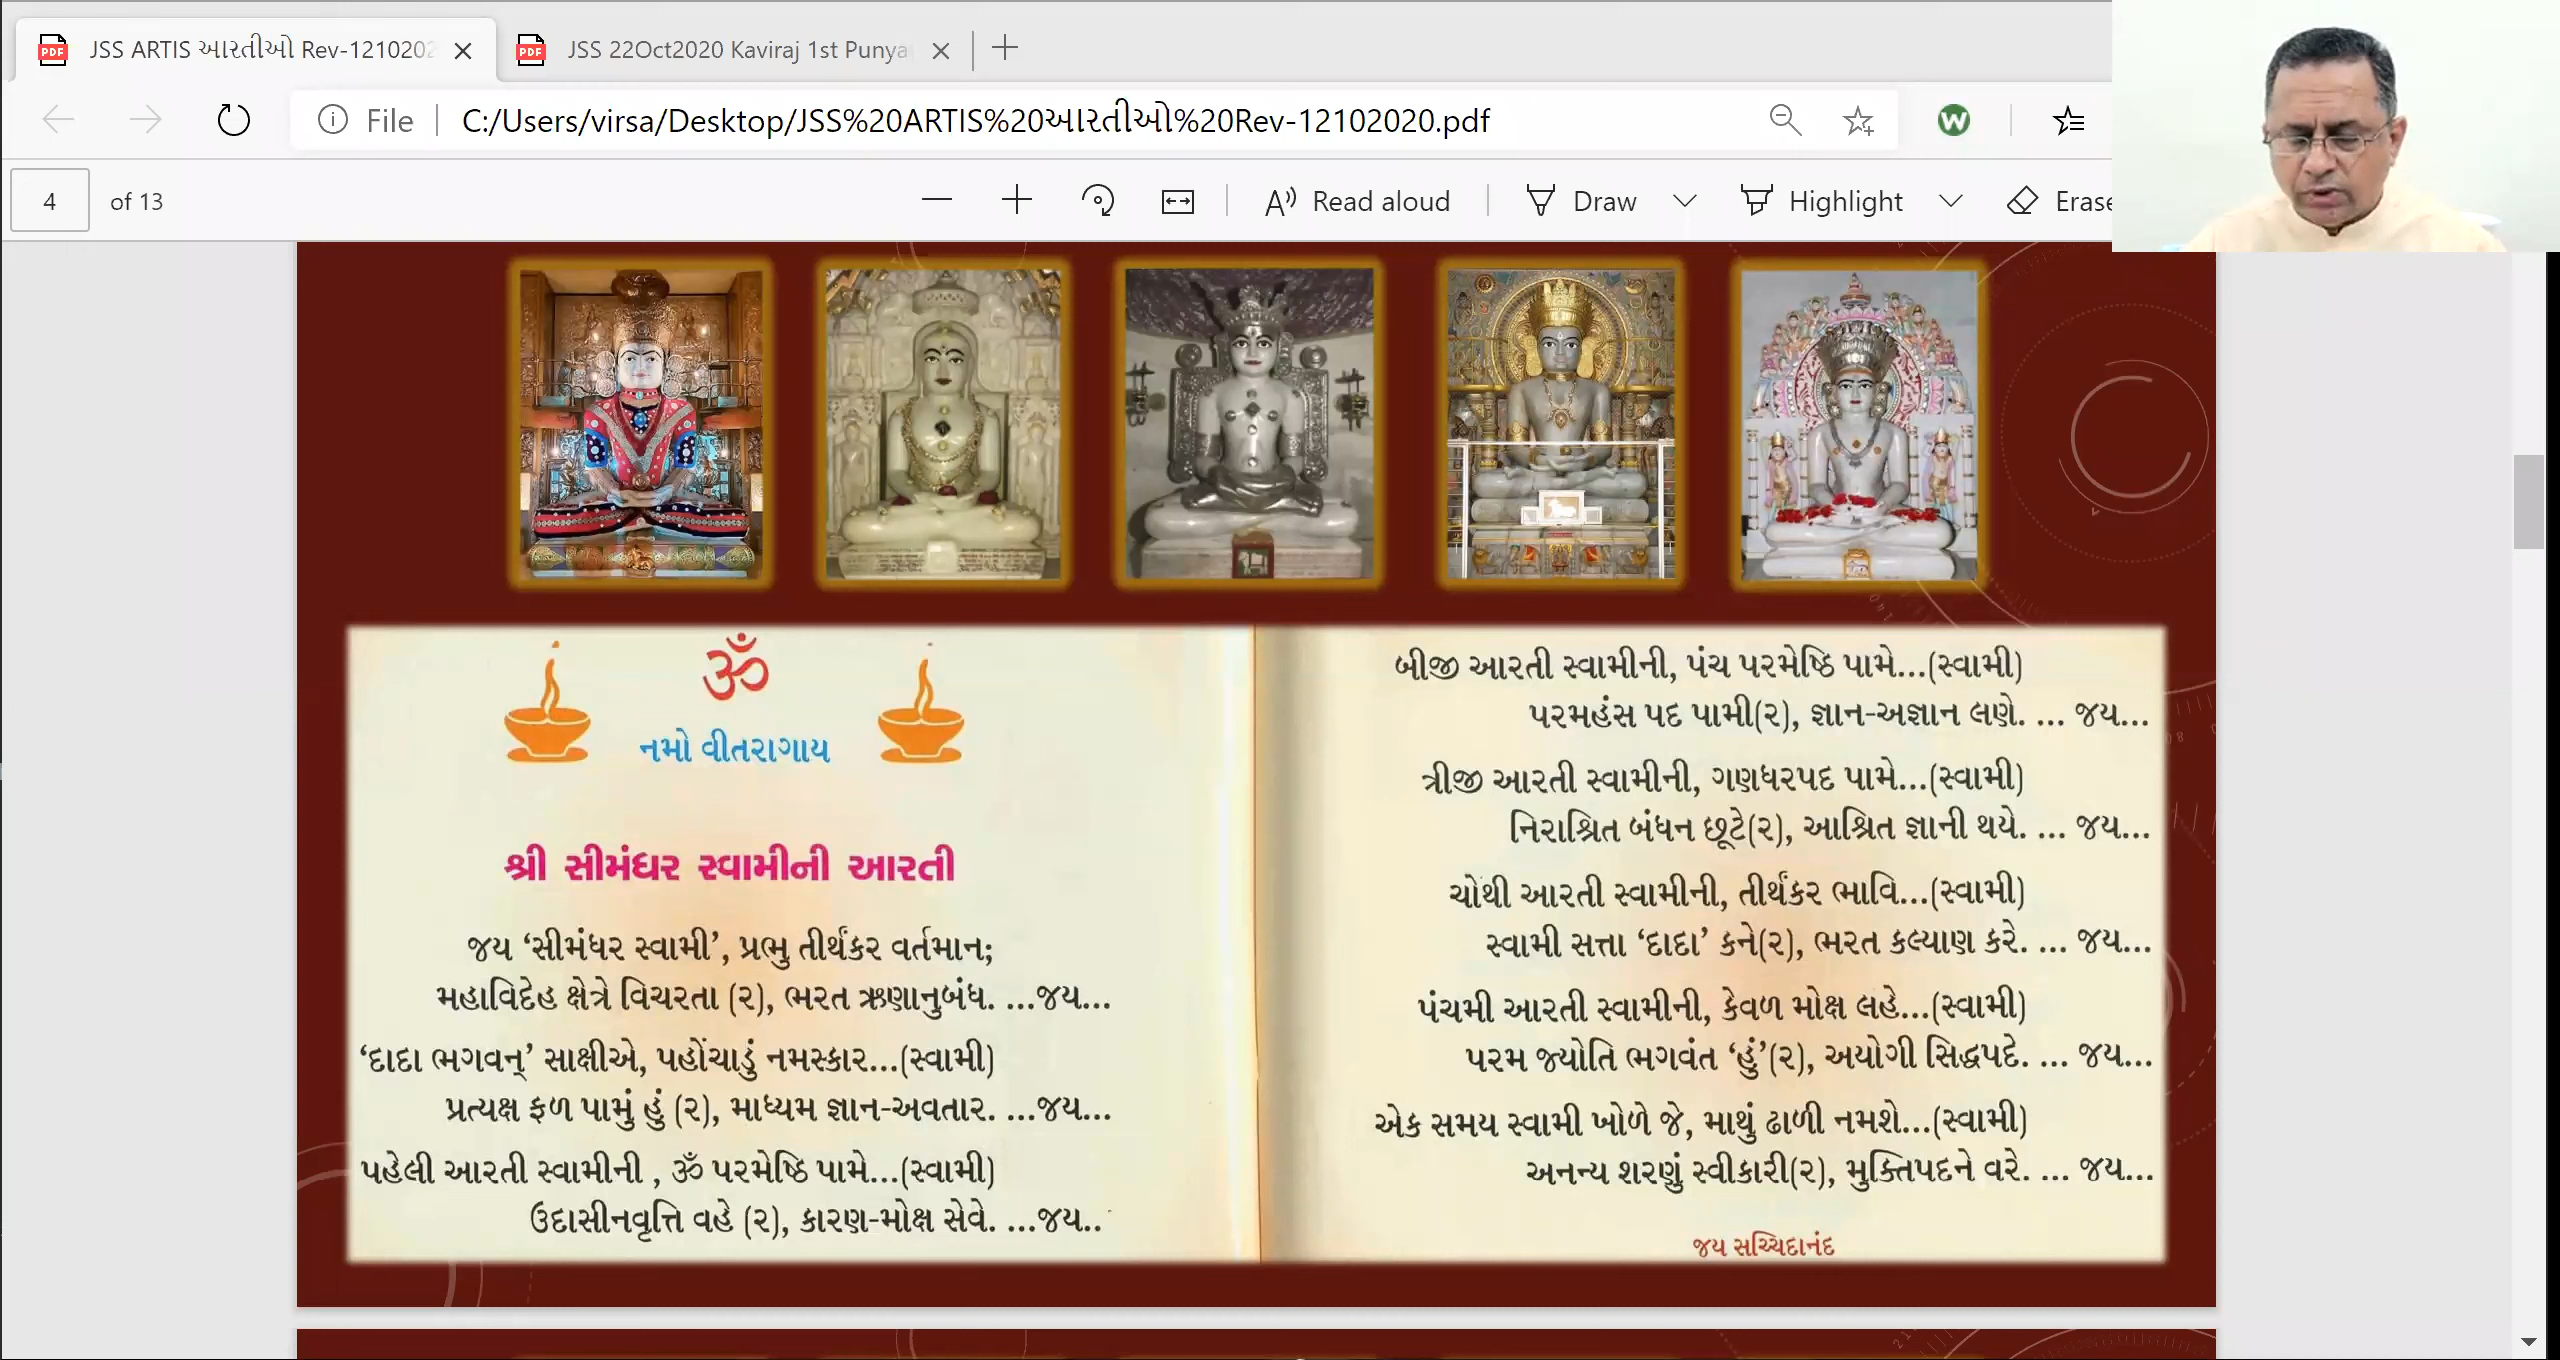 JSS ARTIS આરતીઓ Rev-1210202
JSS 22Oct2020 Kaviraj 1st Punya
File
C:/Users/virsa/Desktop/JSS%20ARTIS%20આરતીઓ%20Rev-12102020.pdf
4 of 13
Read aloud
Draw
Highlight
Erase
ૐ
નમો વીતરાગાય
શ્રી સીમંધર સ્વામીની આરતી
જય ‘સીમંધર સ્વામી’, પ્રભુ તીર્થંકર વર્તમાન;
મહાવિદેહ ક્ષેત્રે વિચરતા (૨), ભરત ઋણાનુબંધ. ...જય...
‘દાદા ભગવન્’ સાક્ષીએ, પહોંચાડું નમસ્કાર...(સ્વામી)
પ્રત્યક્ષ ફળ પામું હું (૨), માધ્યમ જ્ઞાન-અવતાર. ...જય...
પહેલી આરતી સ્વામીની , ૐ પરમેષ્ઠિ પામે...(સ્વામી)
ઉદાસીનવૃત્તિ વહે (૨), કારણ-મોક્ષ સેવે. ...જય..
બીજી આરતી સ્વામીની, પંચ પરમેષ્ઠિ પામે...(સ્વામી)
પરમહંસ પદ પામી(૨), જ્ઞાન-અજ્ઞાન લણે. ... જય...
ત્રીજી આરતી સ્વામીની, ગણધરપદ પામે...(સ્વામી)
નિરાશ્રિત બંધન છૂટે(૨), આશ્રિત જ્ઞાની થયે. ... જય...
ચોથી આરતી સ્વામીની, તીર્થંકર ભાવિ...(સ્વામી)
સ્વામી સત્તા ‘દાદા’ કને(૨), ભરત કલ્યાણ કરે. ... જય...
પંચમી આરતી સ્વામીની, કેવળ મોક્ષ લહે...(સ્વામી)
પરમ જ્યોતિ ભગવંત ‘હું’(૨), અયોગી સિદ્ધપદે. ... જય...
એક સમય સ્વામી ખોળે જે, માથું ઢાળી નમશે...(સ્વામી)
અનન્ય શરણું સ્વીકારી(૨), મુક્તિપદને વરે. ... જય...
જય સચ્ચિદાનંદ